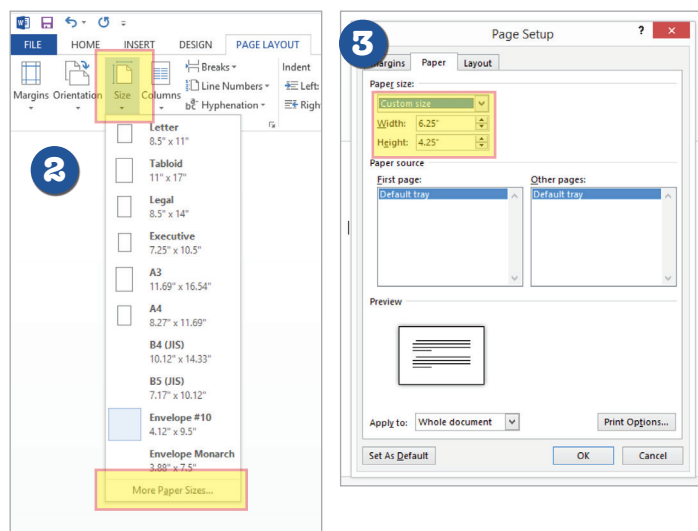 FILE HOME INSERT DESIGN PAGE LAYOUT
Margins Orientation Size Columns
Breaks
Line Numbers
Hyphenation
Indent
Left:
Righ
2
Letter
8.5" x 11"
Tabloid
11" x 17"
Legal
8.5" x 14"
Executive
7.25" x 10.5"
A3
11.69" x 16.54"
A4
8.27" x 11.69"
B4 (JIS)
10.12" x 14.33"
B5 (JIS)
7.17" x 10.12"
Envelope #10
4.12" x 9.5"
Envelope Monarch
3.88" x 7.5"
More Paper Sizes...
3
Page Setup ?
Margins Paper Layout
Paper size:
Custom size
Width: 6.25"
Height: 4.25"
Paper source
First page: Other pages:
Default tray Default tray
Preview
Apply to: Whole document Print Options...
Set As Default OK Cancel